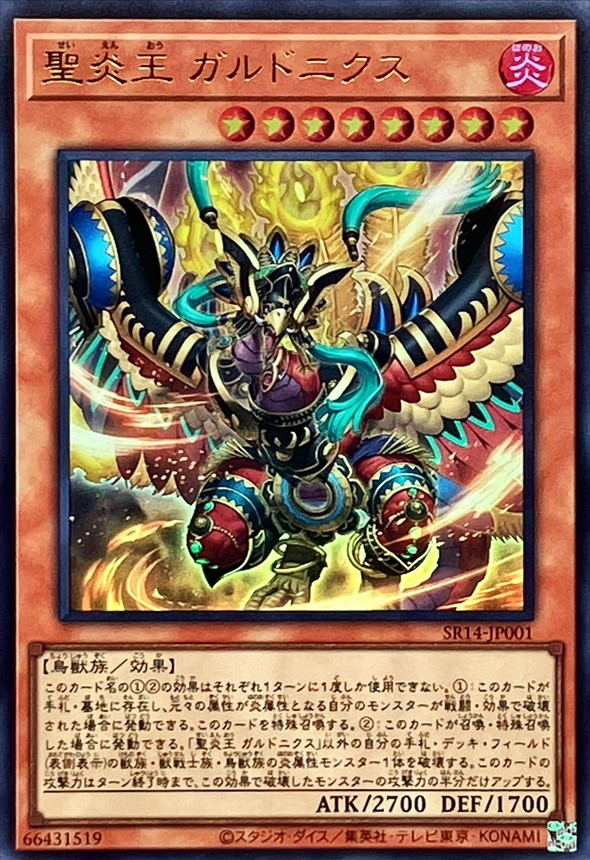 聖炎王 ガルドニクス
炎
SR14-JP001
【鳥獣族／効果】
このカード名の①②の効果はそれぞれ1ターンに1度しか使用できない。①：このカードが
手札・墓地に存在し、元々の属性が炎属性となる自分のモンスターが戦闘・効果で破壊
された場合に発動できる。このカードを特殊召喚する。②：このカードが召喚・特殊召喚
した場合に発動できる。「聖炎王 ガルドニクス」以外の自分の手札・デッキ・フィールド
(表側表示)の獣族・獣戦士族・鳥獣族の炎属性モンスター1体を破壊する。このカードの
攻撃力はターン終了時まで、この効果で破壊したモンスターの攻撃力の半分だけアップする。
ATK/2700 DEF/1700
66431519 ©スタジオ・ダイス／集英社・テレビ東京・KONAMI